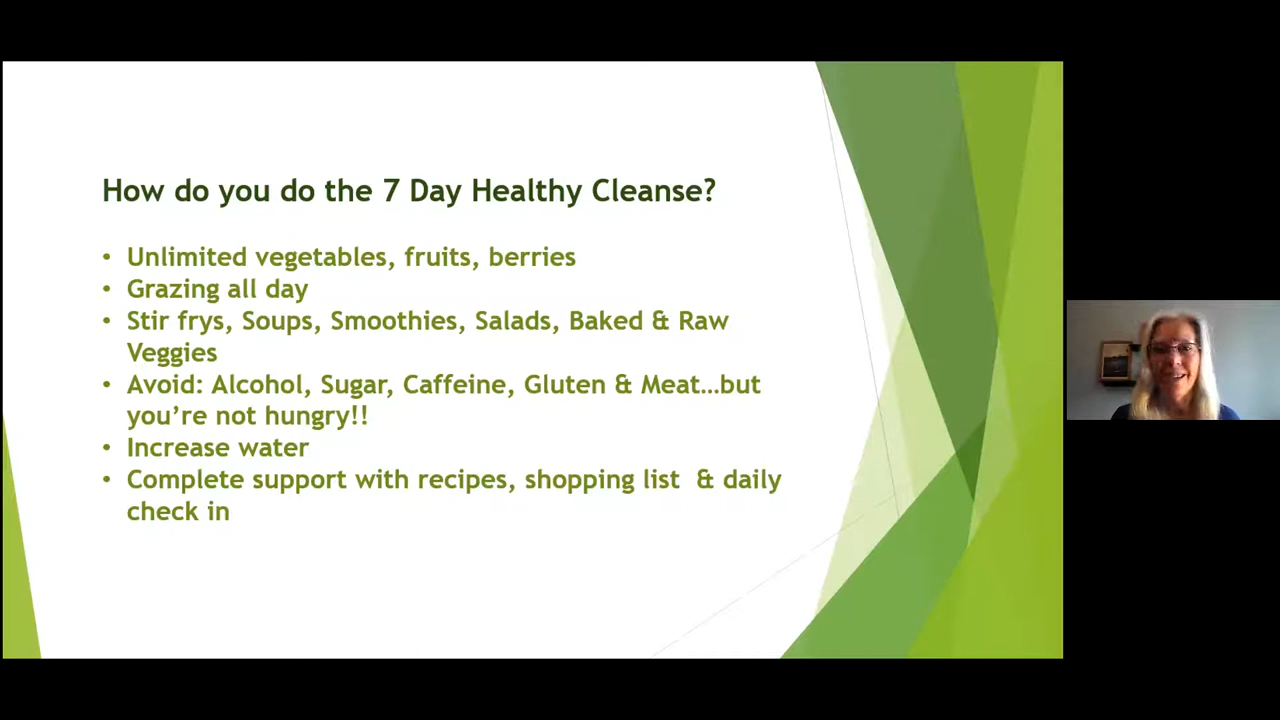 How do you do the 7 Day Healthy Cleanse?
• Unlimited vegetables, fruits, berries
• Grazing all day
• Stir frys, Soups, Smoothies, Salads, Baked & Raw
Veggies
• Avoid: Alcohol, Sugar, Caffeine, Gluten & Meat…but
you’re not hungry!!
• Increase water
• Complete support with recipes, shopping list  & daily
check in